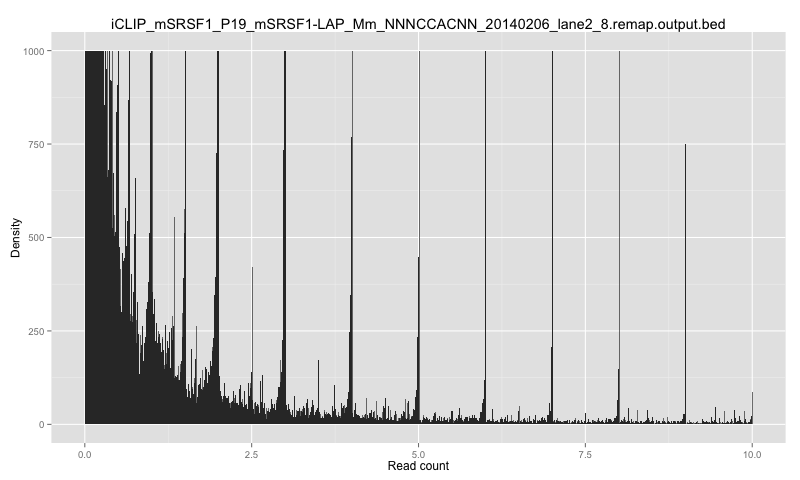 iCLIP_mSRSF1_P19_mSRSF1-LAP_Mm_NNNCCACNN_20140206_lane2_8.remap.output.bed
1000
750
500
250
0
Density
0.0 2.5 5.0 7.5 10.0
Read count